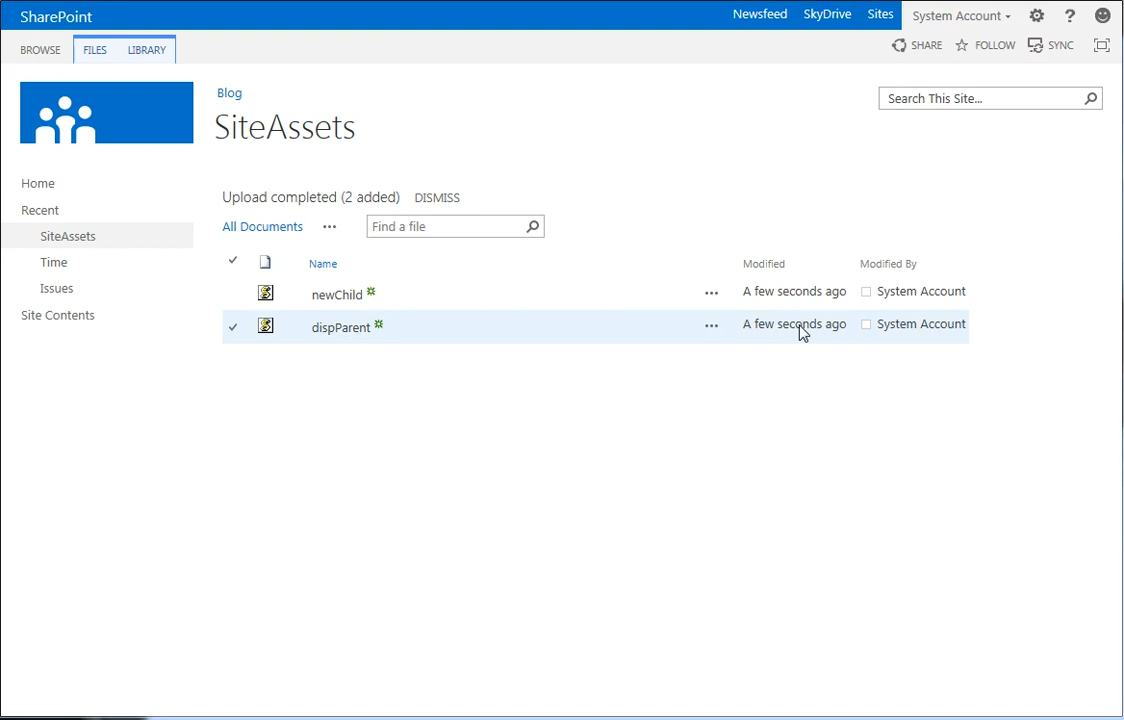 SharePoint
Newsfeed SkyDrive Sites System Account ?
BROWSE FILES LIBRARY
SHARE FOLLOW SYNC
Blog
SiteAssets
Search This Site...
Home
Recent
SiteAssets
Time
Issues
Site Contents
Upload completed (2 added) DISMISS
All Documents ••• Find a file
Name Modified Modified By
newChild ••• A few seconds ago System Account
dispParent ••• A few seconds ago System Account